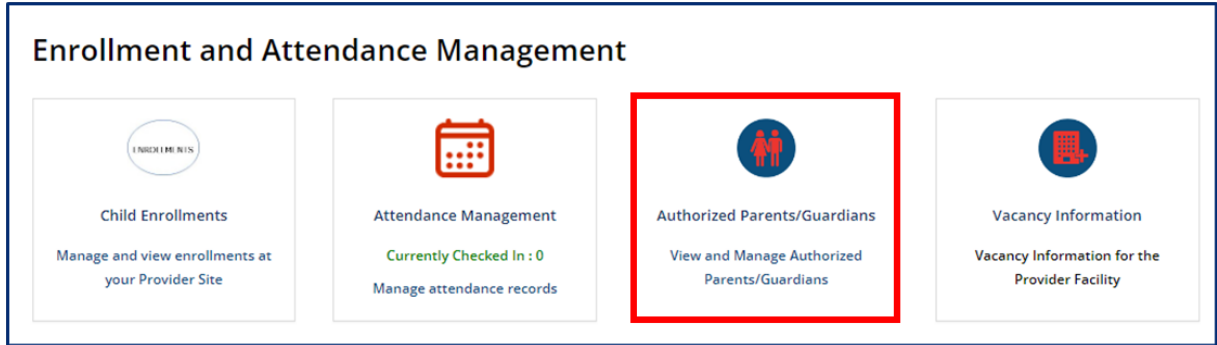 Enrollment and Attendance Management
ENROLLMENTS
Child Enrollments
Manage and view enrollments at
your Provider Site
Attendance Management
Currently Checked In : 0
Manage attendance records
Authorized Parents/Guardians
View and Manage Authorized
Parents/Guardians
Vacancy Information
Vacancy Information for the
Provider Facility